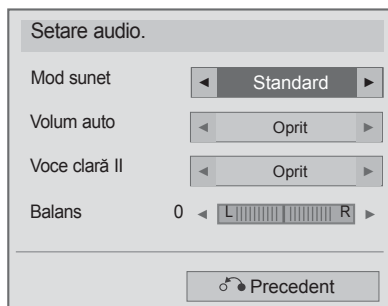 Setare audio.
Mod sunet ◄ Standard ►
Volum auto ◄ Oprit ►
Voce clară II ◄ Oprit ►
Balans 0 ◄ L R ►
Precedent